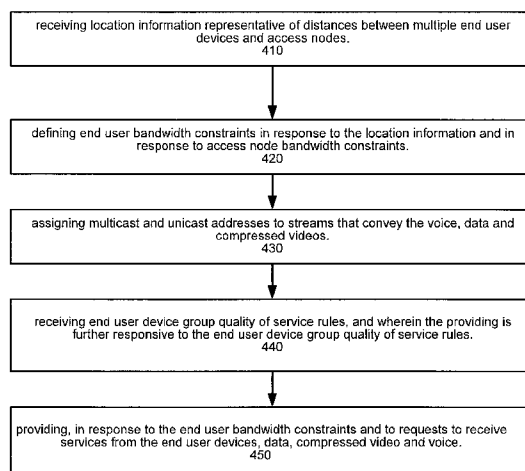 receiving location information representative of distances between multiple end user
devices and access nodes.
410
defining end user bandwidth constraints in response to the location information and in
response to access node bandwidth constraints.
420
assigning multicast and unicast addresses to streams that convey the voice, data and
compressed videos.
430
receiving end user device group quality of service rules, and wherein the providing is
further responsive to the end user device group quality of service rules.
440
providing, in response to the end user bandwidth constraints and to requests to receive
services from the end user devices, data, compressed video and voice.
450